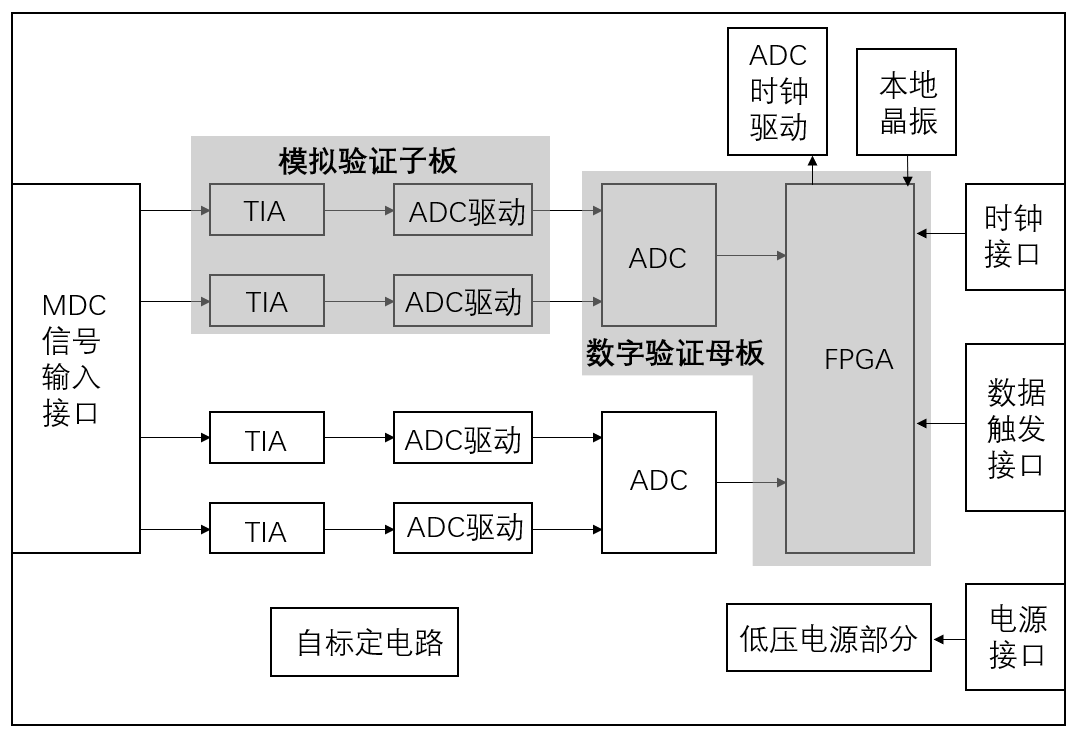 ADC
时钟
驱动
本地
晶振
模拟验证子板
TIA
ADC驱动
TIA
ADC驱动
ADC
数字验证母板
FPGA
MDC
信号
输入
接口
TIA
ADC驱动
TIA
ADC驱动
ADC
时钟
接口
数据
触发
接口
自标定电路
低压电源部分
电源
接口